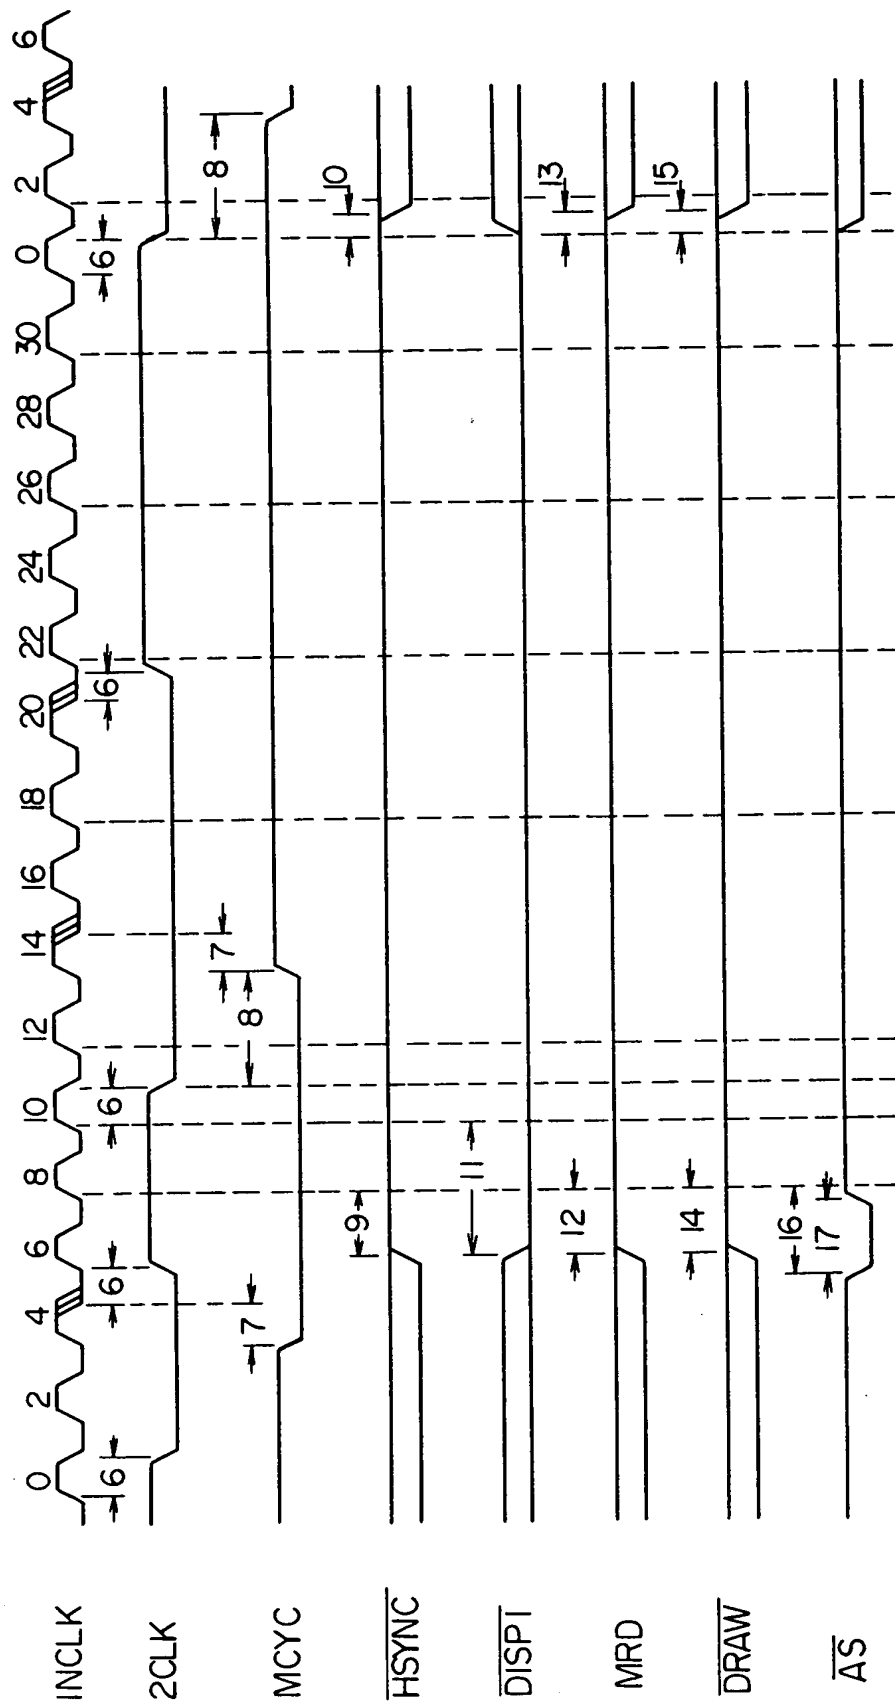 INCLK 0 2 4 6 8 10 12 14 16 18 20 22 24 26 28 30 0 2 4 6
2CLK 6 6 6 6 6
MCYC 7 8 7 8
HSYNC 9 10
DISP1 11
MRD 12 13
DRAW 14 15
AS 16 17